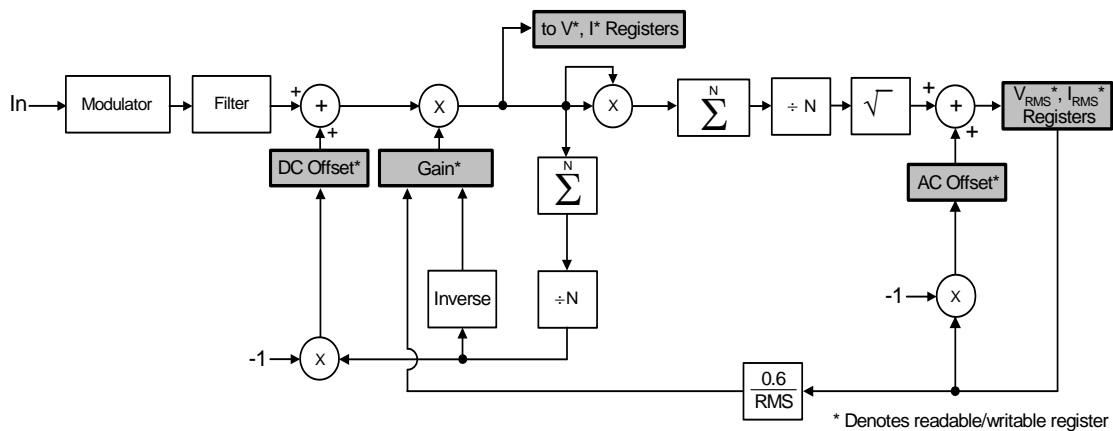 to V*, I* Registers
In
Modulator
Filter
+
+
+
X
X
N
Σ
÷ N
√
+
+
+
V RMS*, I RMS*
Registers
DC Offset*
Gain*
N
Σ
AC Offset*
Inverse
÷N
-1
X
-1
X
0.6
RMS
* Denotes readable/writable register